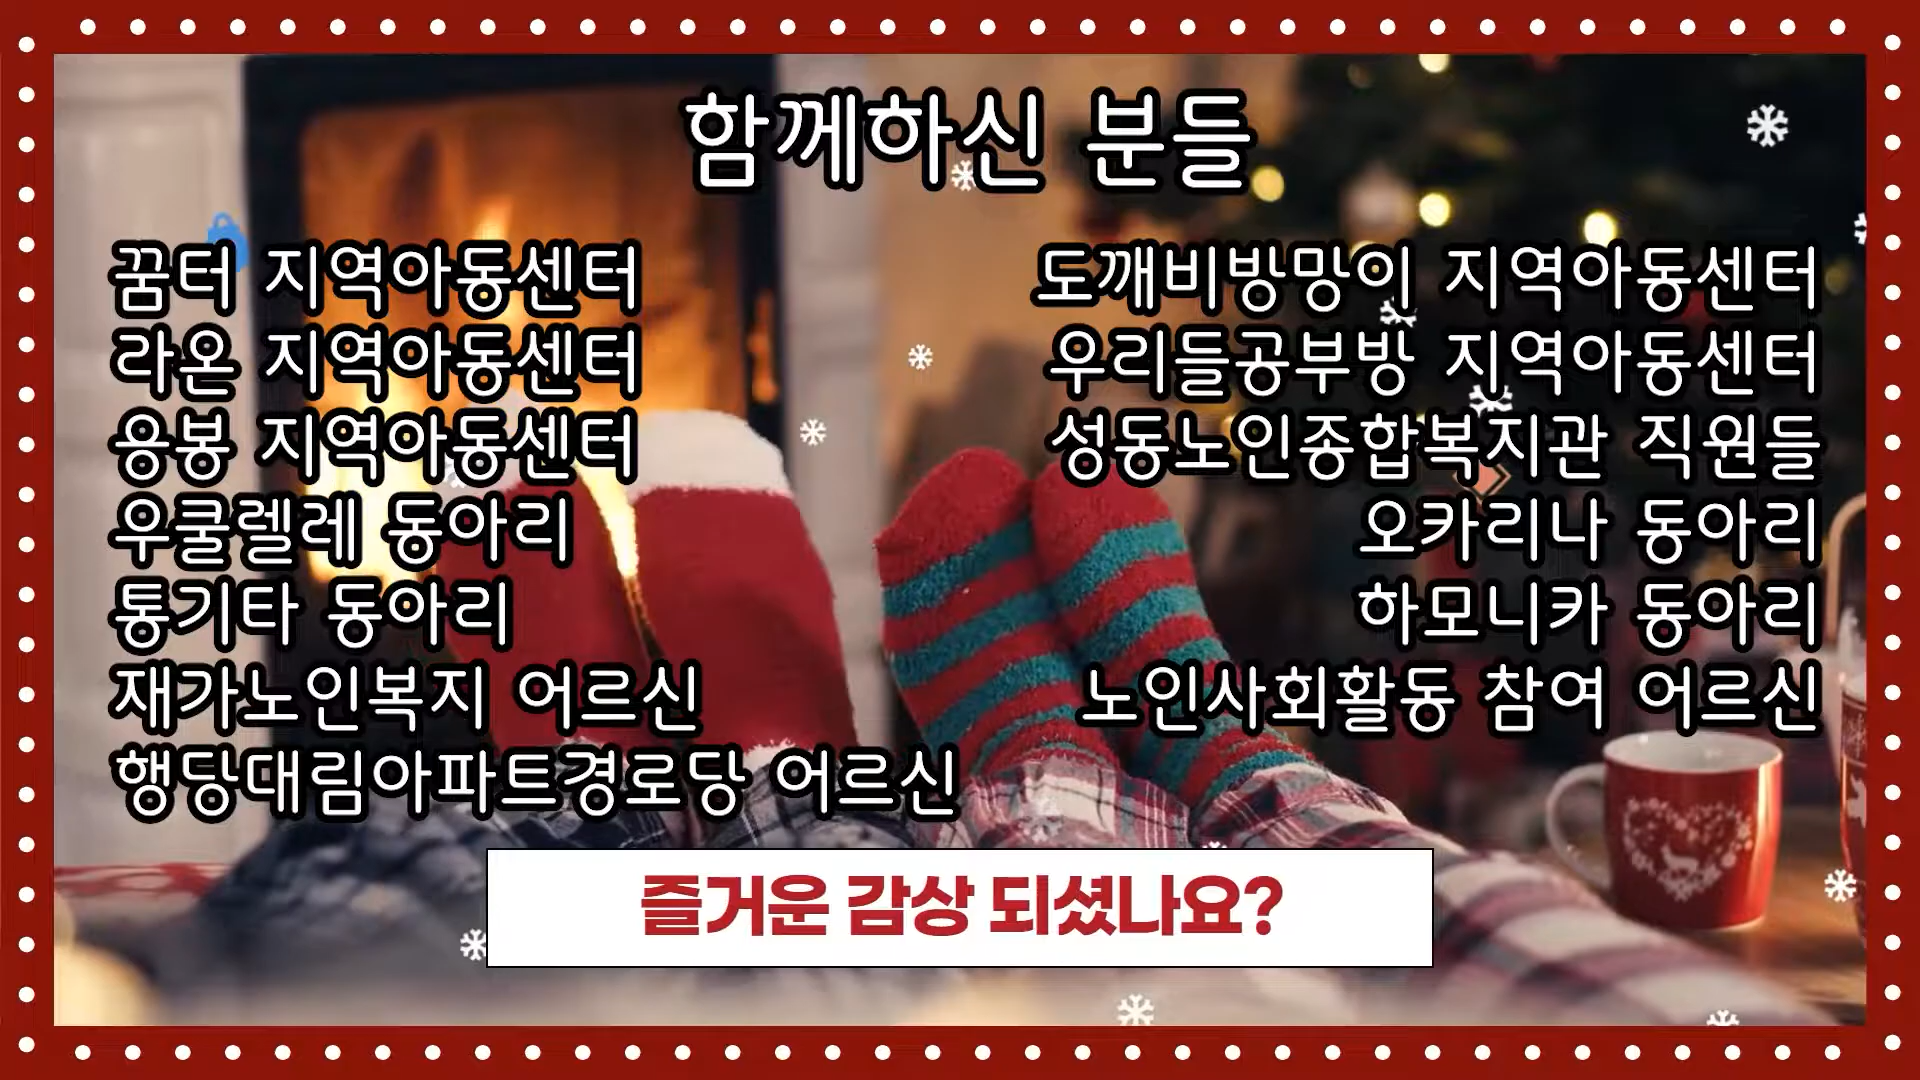 함께하신 분들
꿈터 지역아동센터
라온 지역아동센터
용봉 지역아동센터
우쿨렐레 동아리
통기타 동아리
재가노인복지 어르신
행당대림아파트경로당 어르신
도깨비방망이 지역아동센터
우리들공부방 지역아동센터
성동노인종합복지관 직원들
오카리나 동아리
하모니카 동아리
노인사회활동 참여 어르신
즐거운 감상 되셨나요?